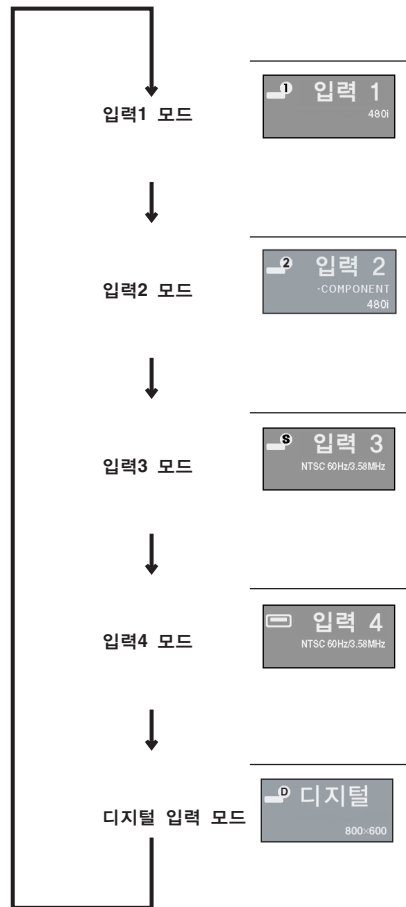 입력1 모드
1 입력 1
480i
입력2 모드
2 입력 2
-COMPONENT
480i
입력3 모드
S 입력 3
NTSC 60Hz/3.58MHz
입력4 모드
입력 4
NTSC 60Hz/3.58MHz
디지털 입력 모드
D 디지털
800×600